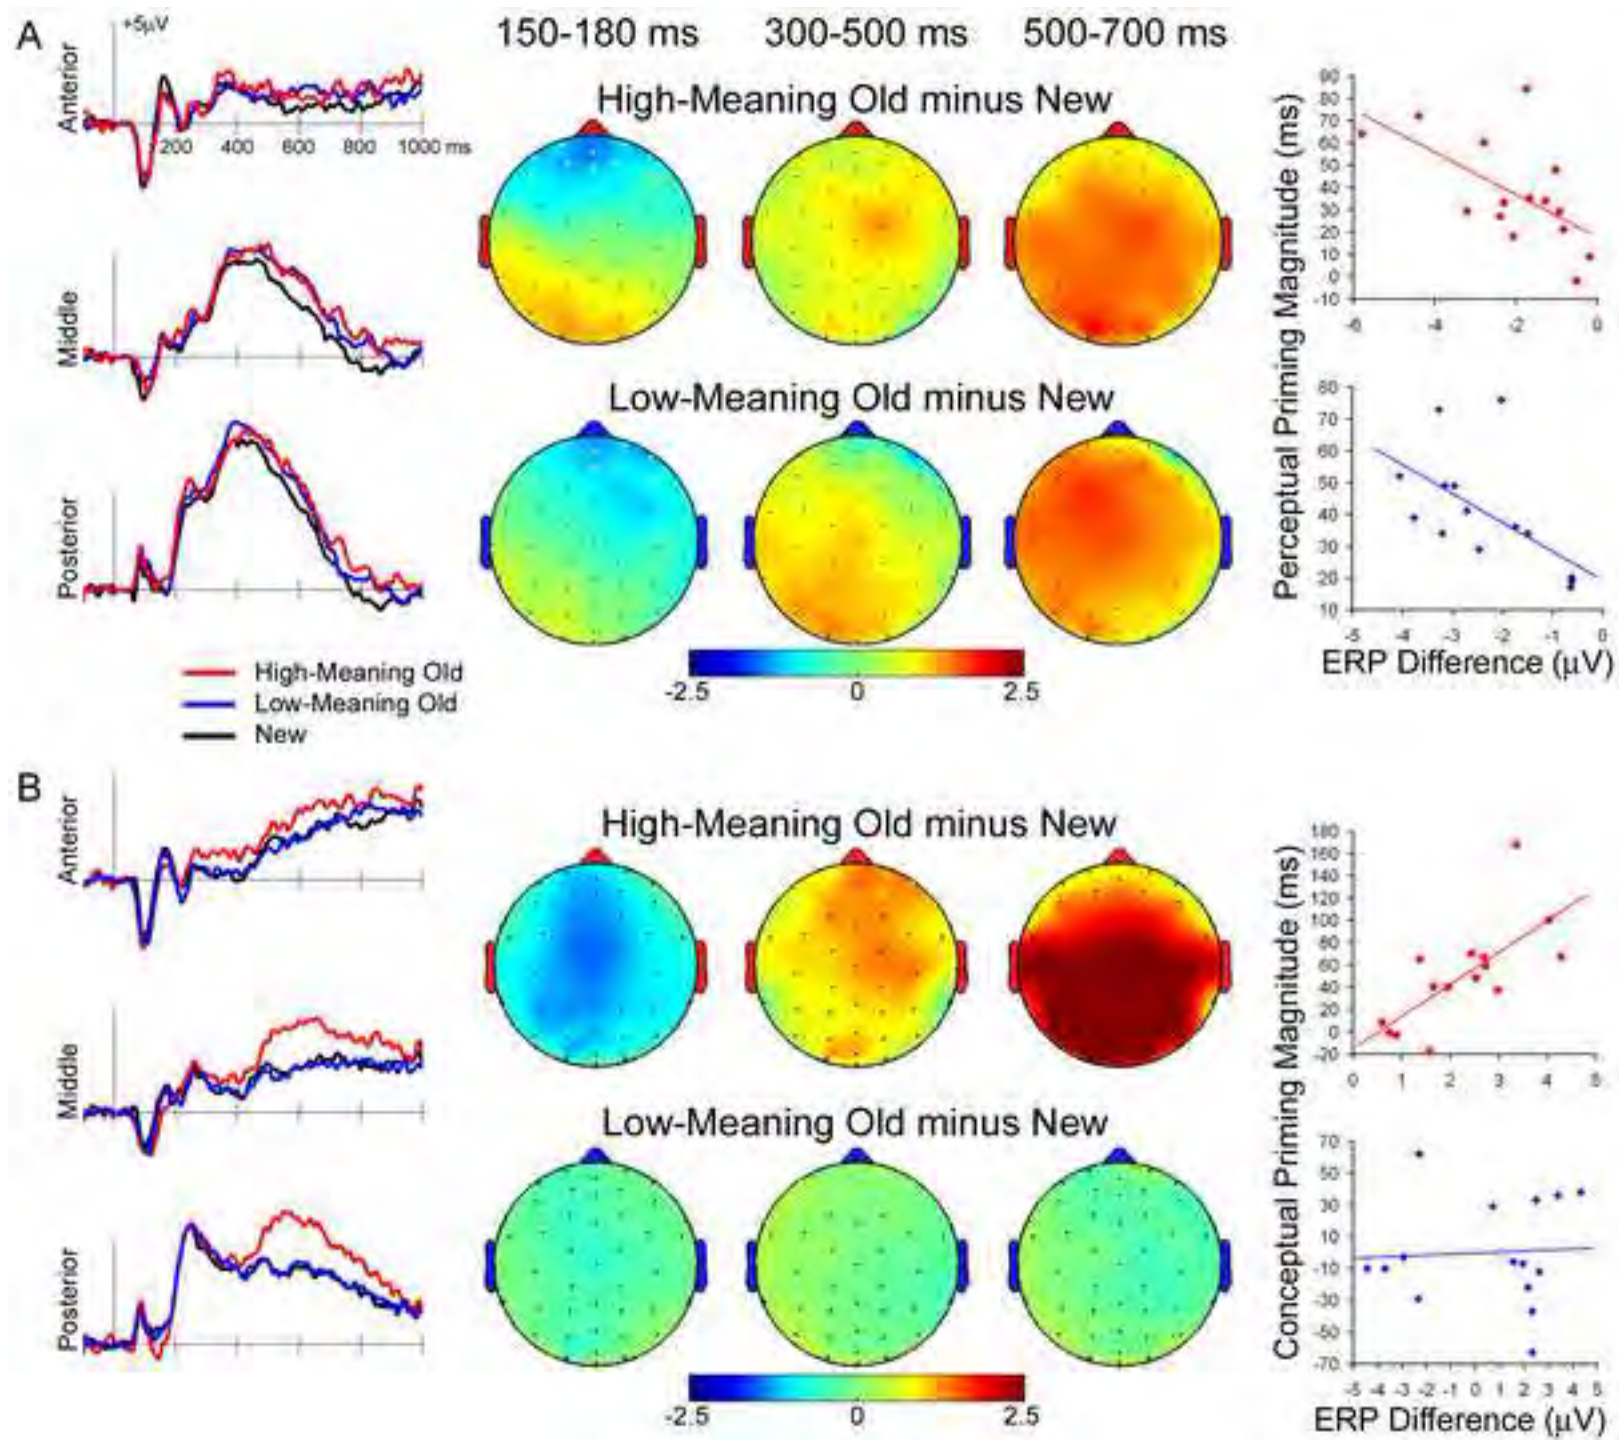 A
+5µV
150-180 ms 300-500 ms 500-700 ms
Anterior
200 400 600 800 1000 ms
High-Meaning Old minus New
Middle
Low-Meaning Old minus New
Posterior
-2.5 0 2.5
High-Meaning Old
Low-Meaning Old
New
Perceptual Priming Magnitude (ms)
90
80
70
60
50
40
30
20
10
0
-10
-6 -4 -2 0
80
70
60
50
40
30
20
10
-5 -4 -3 -2 -1 0
ERP Difference (µV)
B
Anterior
High-Meaning Old minus New
Middle
Low-Meaning Old minus New
Posterior
-2.5 0 2.5
Conceptual Priming Magnitude (ms)
180
160
140
120
100
80
60
40
20
0
-20
0 1 2 3 4 5
70
50
30
10
-10
-30
-50
-70
-5 -4 -3 -2 -1 0 1 2 3 4 5
ERP Difference (µV)